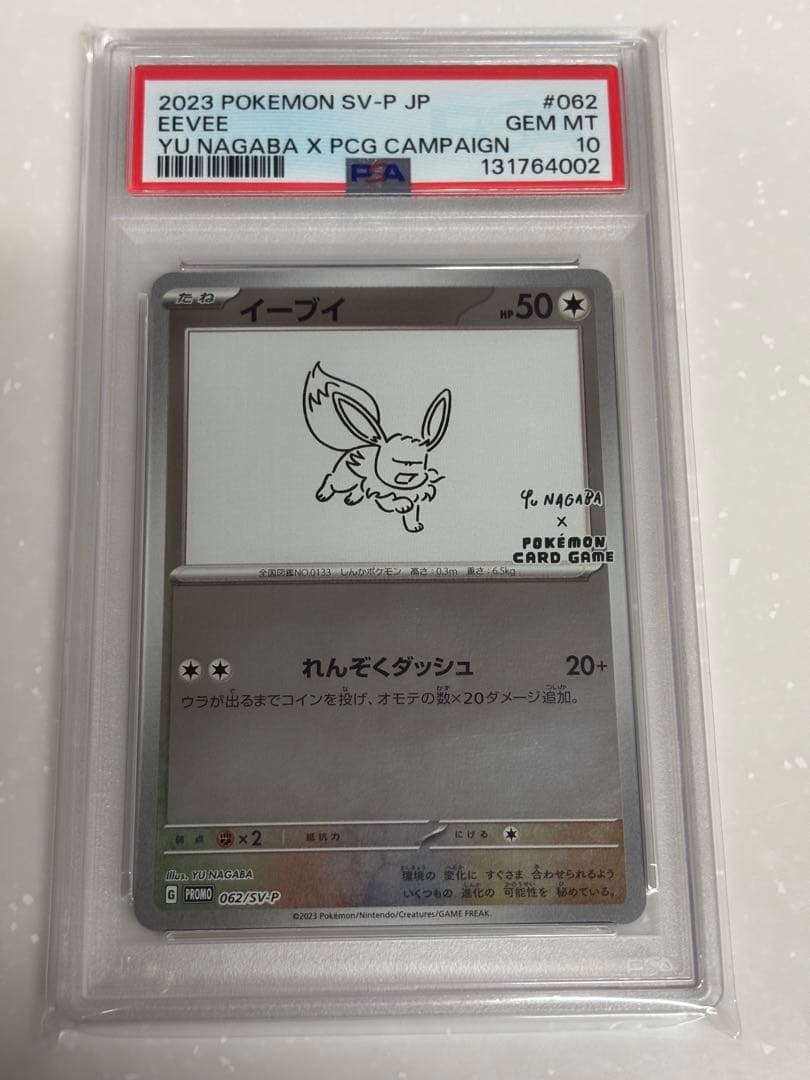 2023 POKEMON SV-P JP #062
EEVEE GEM MT
YU NAGABA X PCG CAMPAIGN 10
PSA 131764002
たね イーブイ HP50
YU NAGABA
X
POKÉMON
CARD GAME
全国図鑑NO.0133 しんかポケモン 高さ:0.3m 重さ:6.5kg
れんぞくダッシュ 20+
ウラが出るまでコインを投げ、オモテの数×20ダメージ追加。
弱点 ×2 抵抗力 にげる
Illus. YU NAGABA
環境の 変化に すぐさま 合わせられるよう
いくつもの 進化の 可能性を 秘めている。
G PROMO 062/SV-P
©2023 Pokémon/Nintendo/Creatures/GAME FREAK.